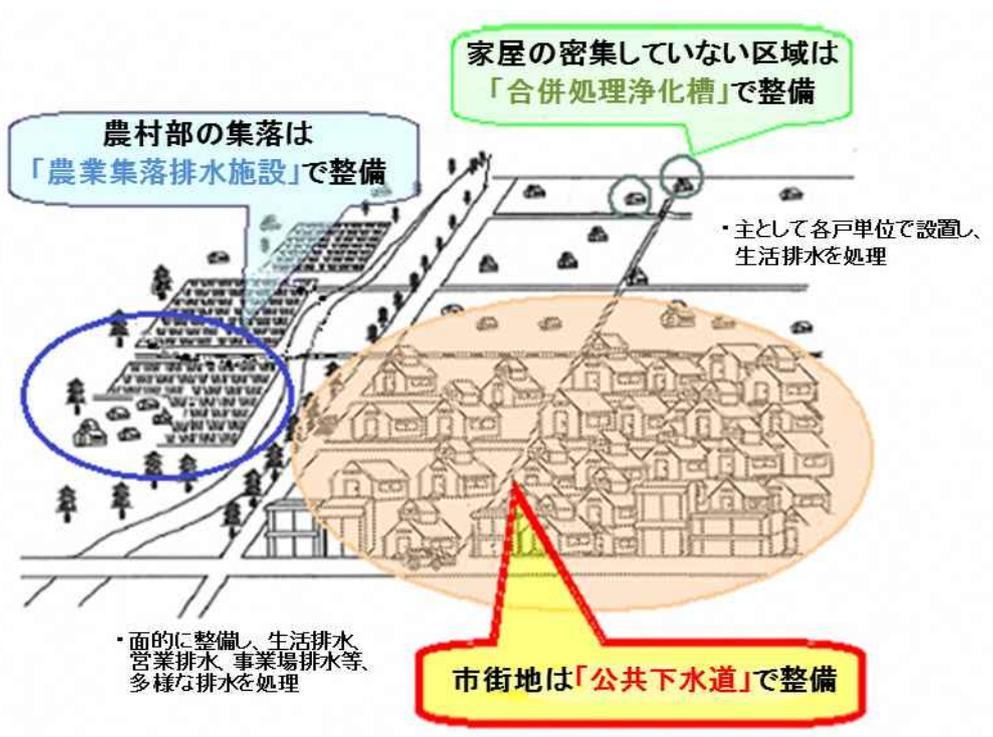 家屋の密集していない区域は
「合併処理浄化槽」で整備
農村部の集落は
「農業集落排水施設」で整備
・主として各戸単位で設置し、
生活排水を処理
・面的に整備し、生活排水、
営業排水、事業場排水等、
多様な排水を処理
市街地は「公共下水道」で整備